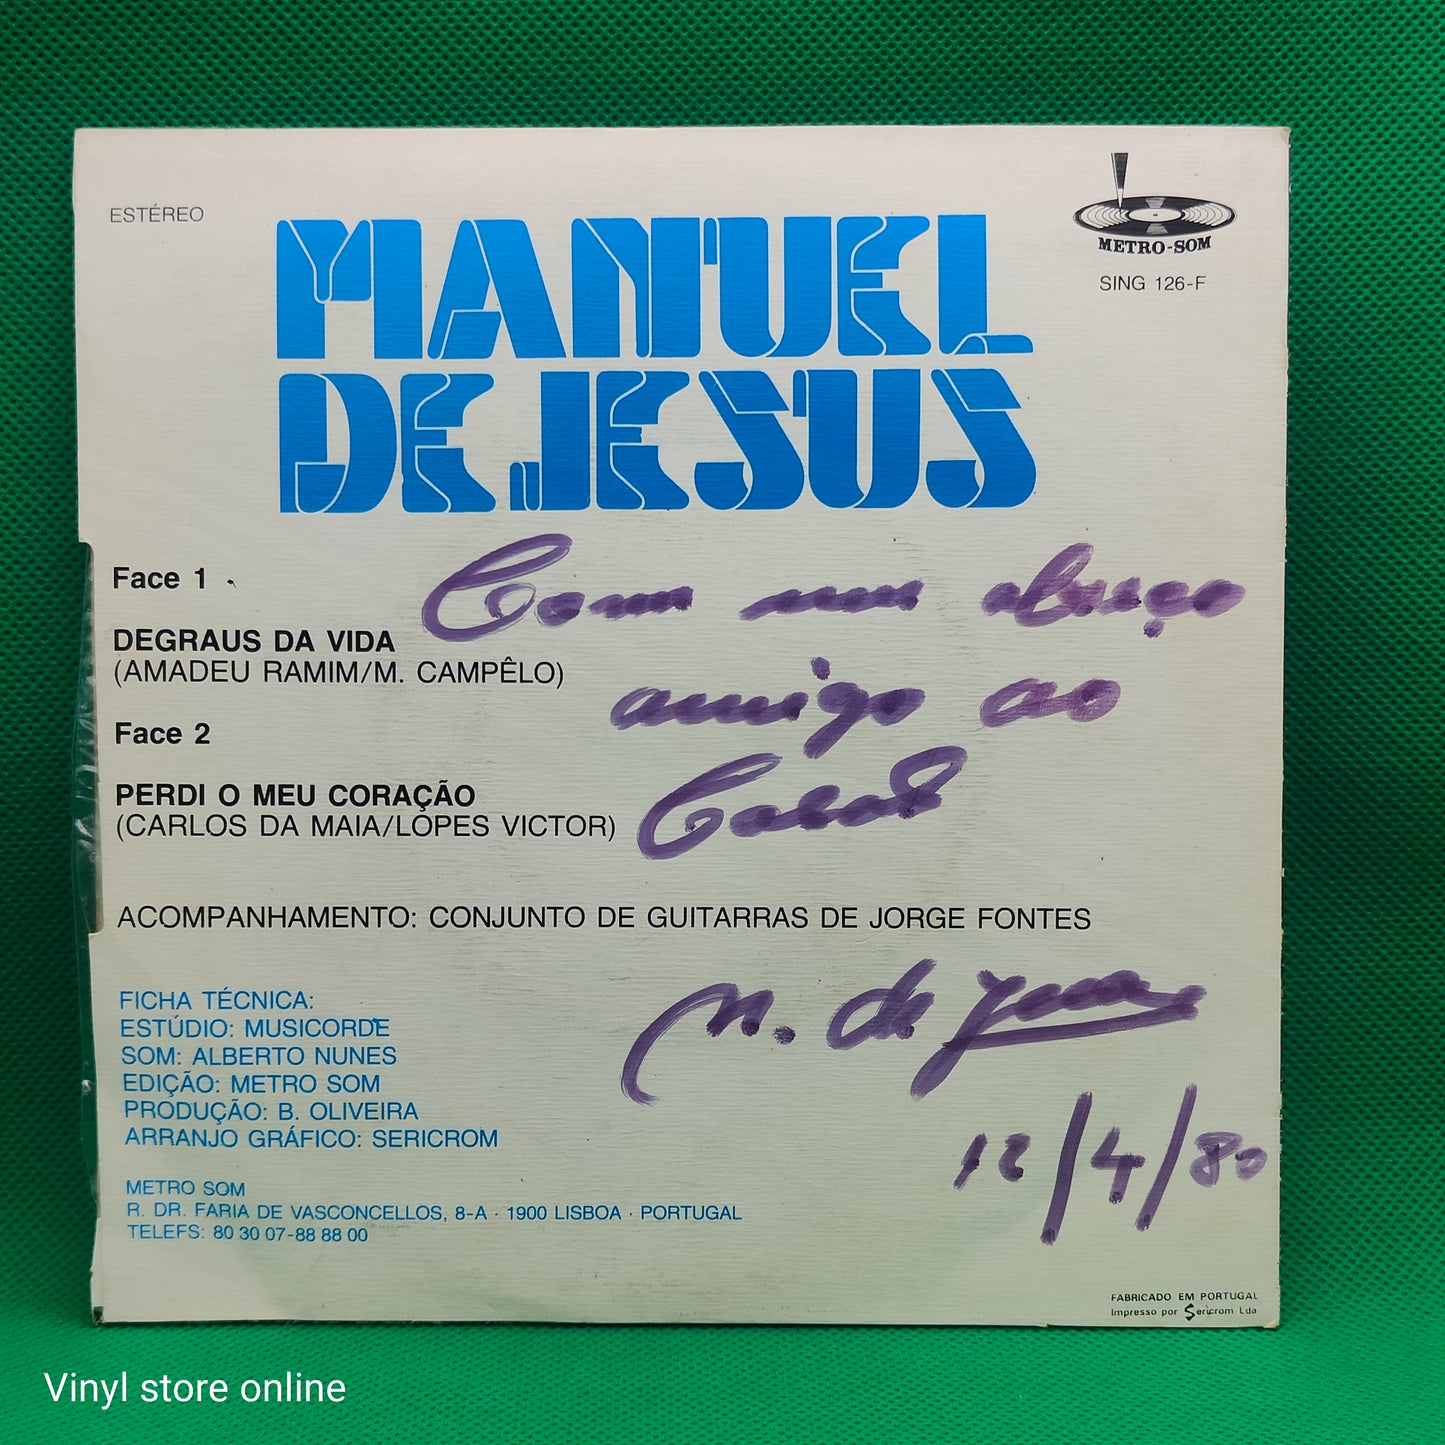 ESTÉREO
METRO-SOM
SING 126-F
MANUEL
DE JESUS
Face 1
DEGRAUS DA VIDA
(AMADEU RAMIM/M. CAMPÊLO)
Face 2
PERDI O MEU CORAÇÃO
(CARLOS DA MAIA/LOPES VICTOR)
Com um abraço
amigo ao
ACOMPANHAMENTO: CONJUNTO DE GUITARRAS DE JORGE FONTES
M. de Jesus
12/4/80
FICHA TÉCNICA:
ESTÚDIO: MUSICORDE
SOM: ALBERTO NUNES
EDIÇÃO: METRO SOM
PRODUÇÃO: B. OLIVEIRA
ARRANJO GRÁFICO: SERICROM
METRO SOM
R. DR. FARIA DE VASCONCELLOS, 8-A · 1900 LISBOA · PORTUGAL
TELEFS: 80 30 07-88 88 00
FABRICADO EM PORTUGAL
Impresso por Sericrom Lda
Vinyl store online